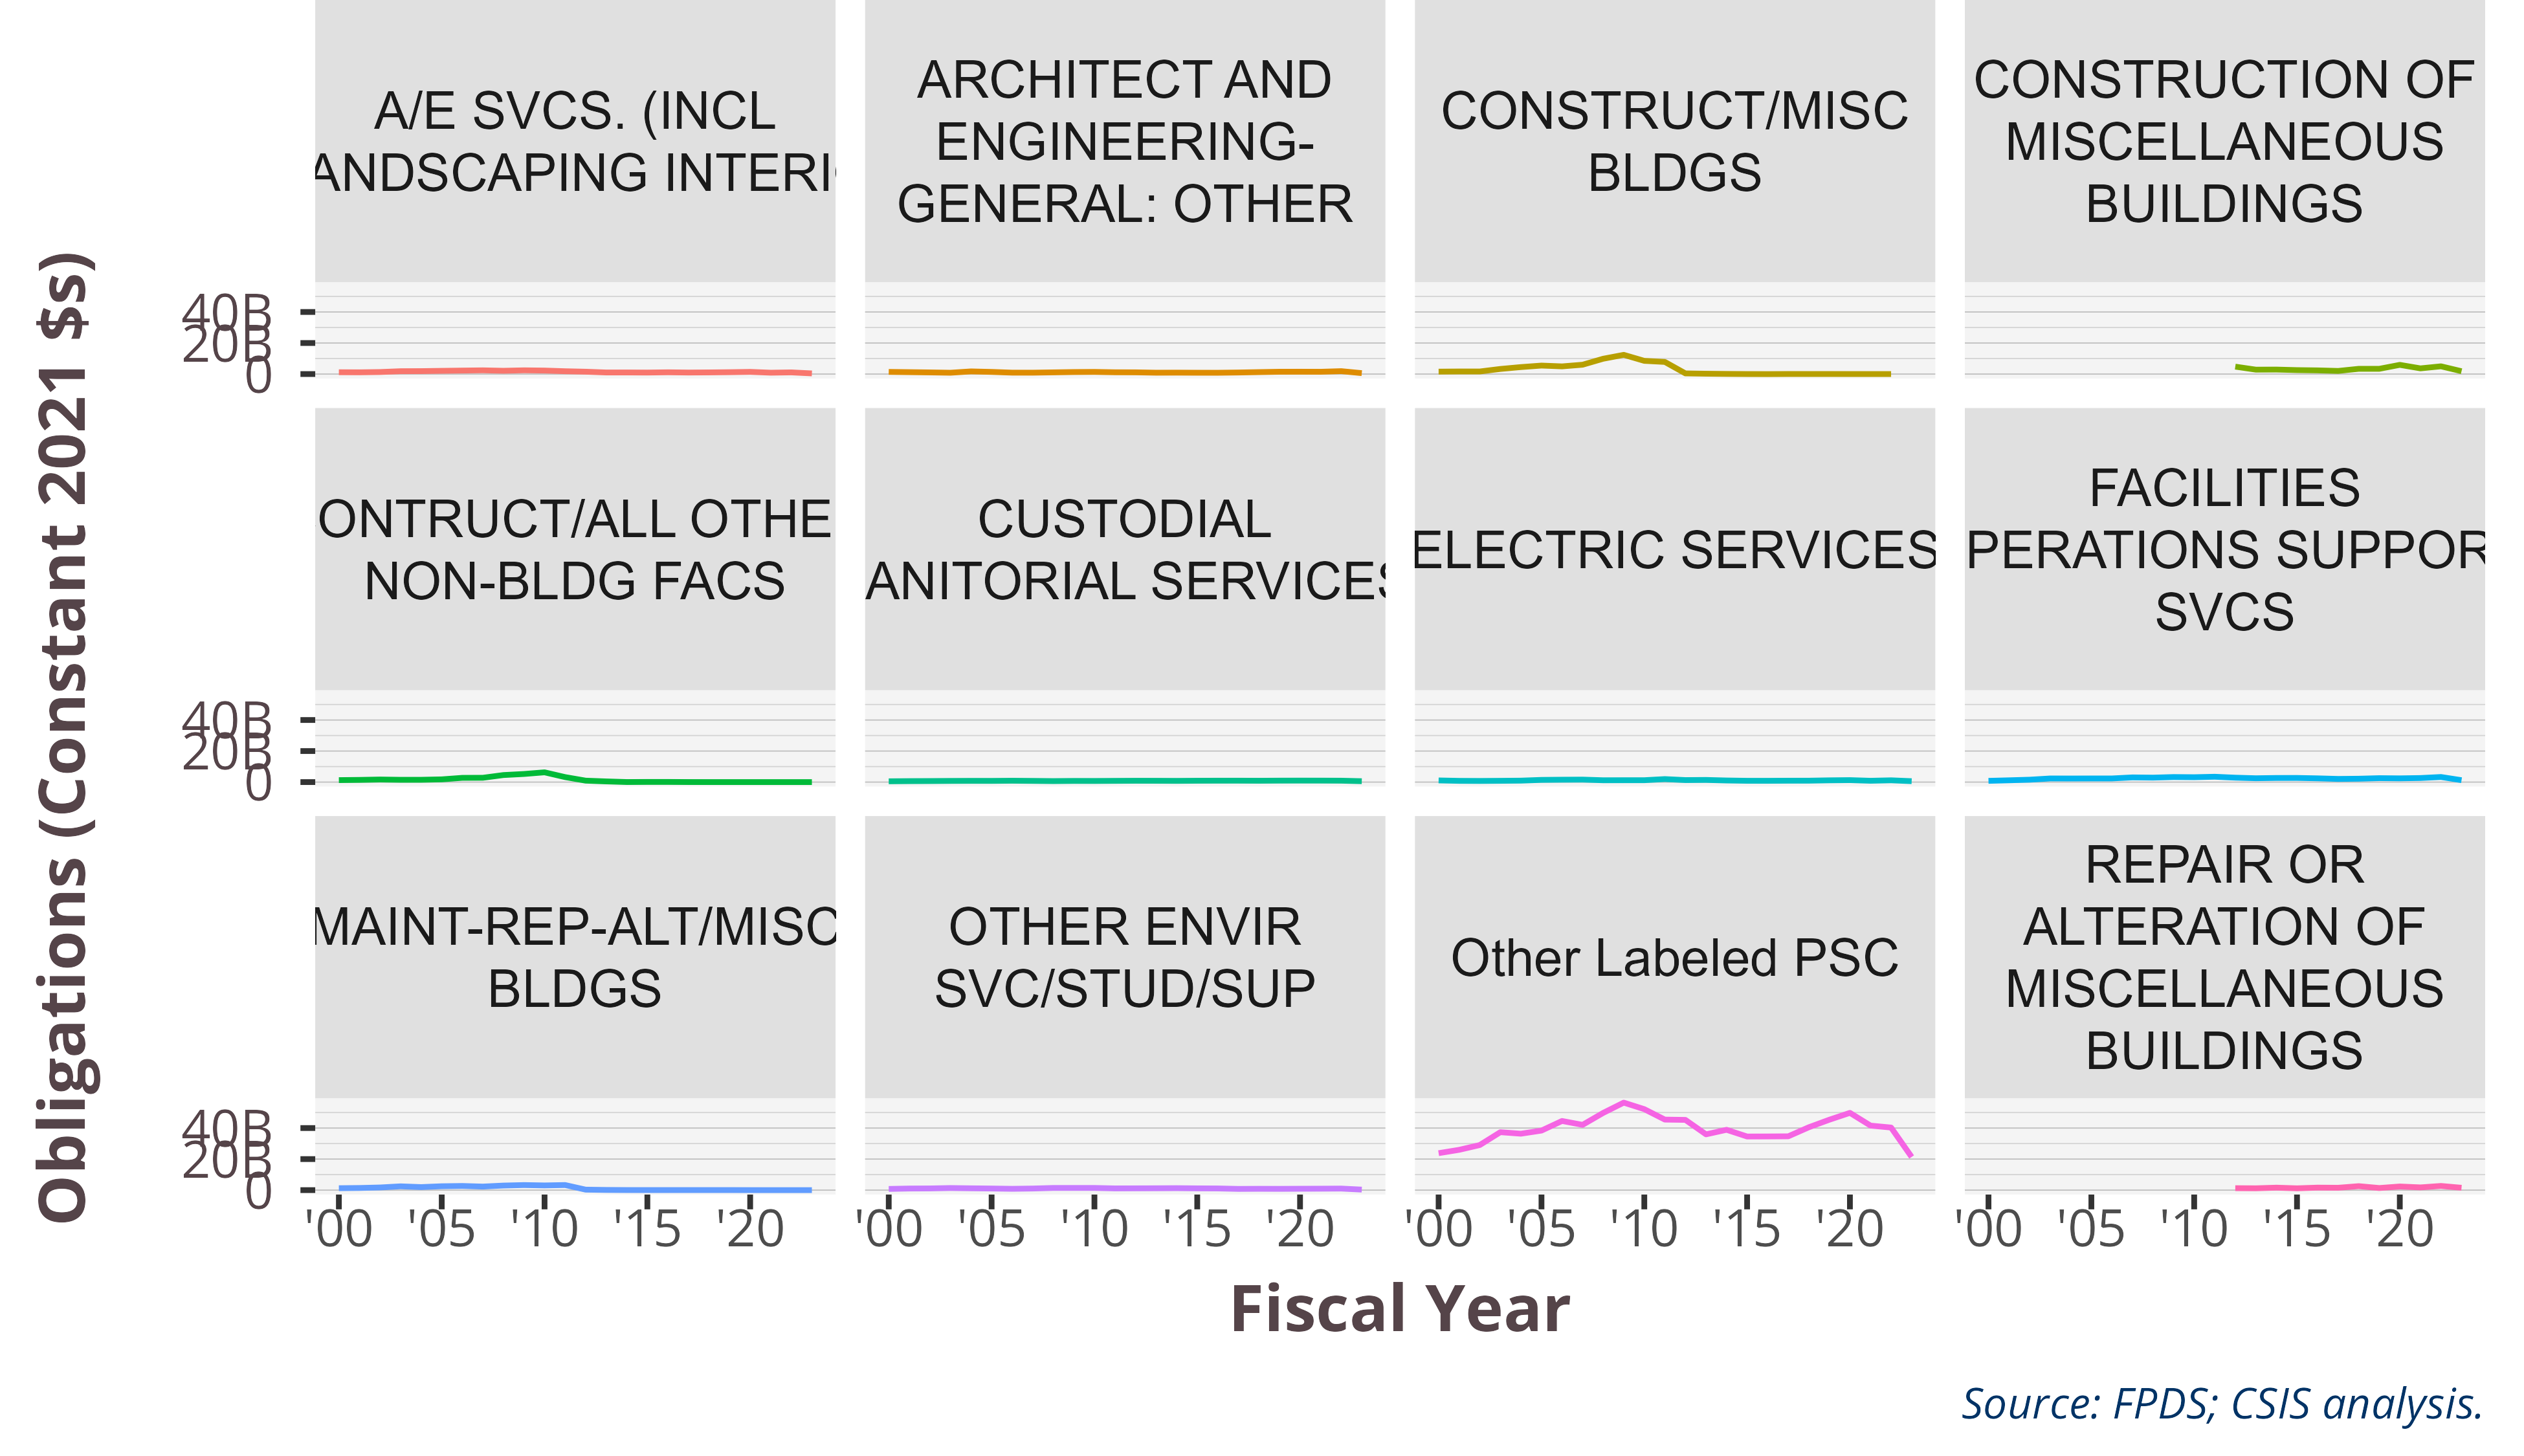 A/E SVCS. (INCL
ANDSCAPING INTERI
ARCHITECT AND
ENGINEERING-
GENERAL: OTHER
CONSTRUCT/MISC
BLDGS
CONSTRUCTION OF
MISCELLANEOUS
BUILDINGS
40B
20B
0
ONTRUCT/ALL OTHE
NON-BLDG FACS
CUSTODIAL
ANITORIAL SERVICES
ELECTRIC SERVICES
FACILITIES
PERATIONS SUPPOR
SVCS
40B
20B
0
MAINT-REP-ALT/MISC
BLDGS
OTHER ENVIR
SVC/STUD/SUP
Other Labeled PSC
REPAIR OR
ALTERATION OF
MISCELLANEOUS
BUILDINGS
40B
20B
0
'00 '05 '10 '15 '20 '00 '05 '10 '15 '20 '00 '05 '10 '15 '20 '00 '05 '10 '15 '20
Obligations (Constant 2021 $s)
Fiscal Year
Source: FPDS; CSIS analysis.